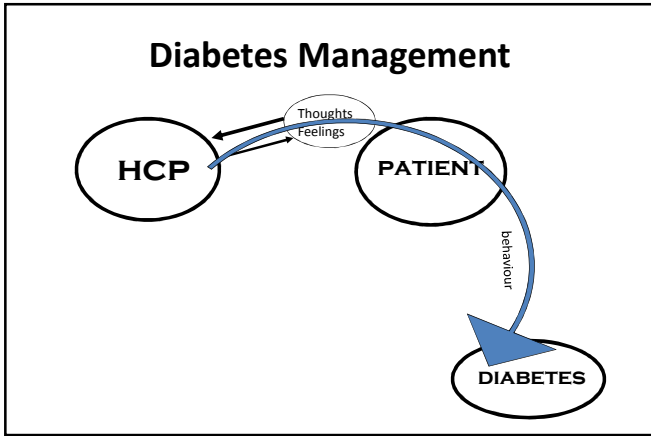 Diabetes Management
Thoughts
Feelings
HCP
PATIENT
behaviour
DIABETES